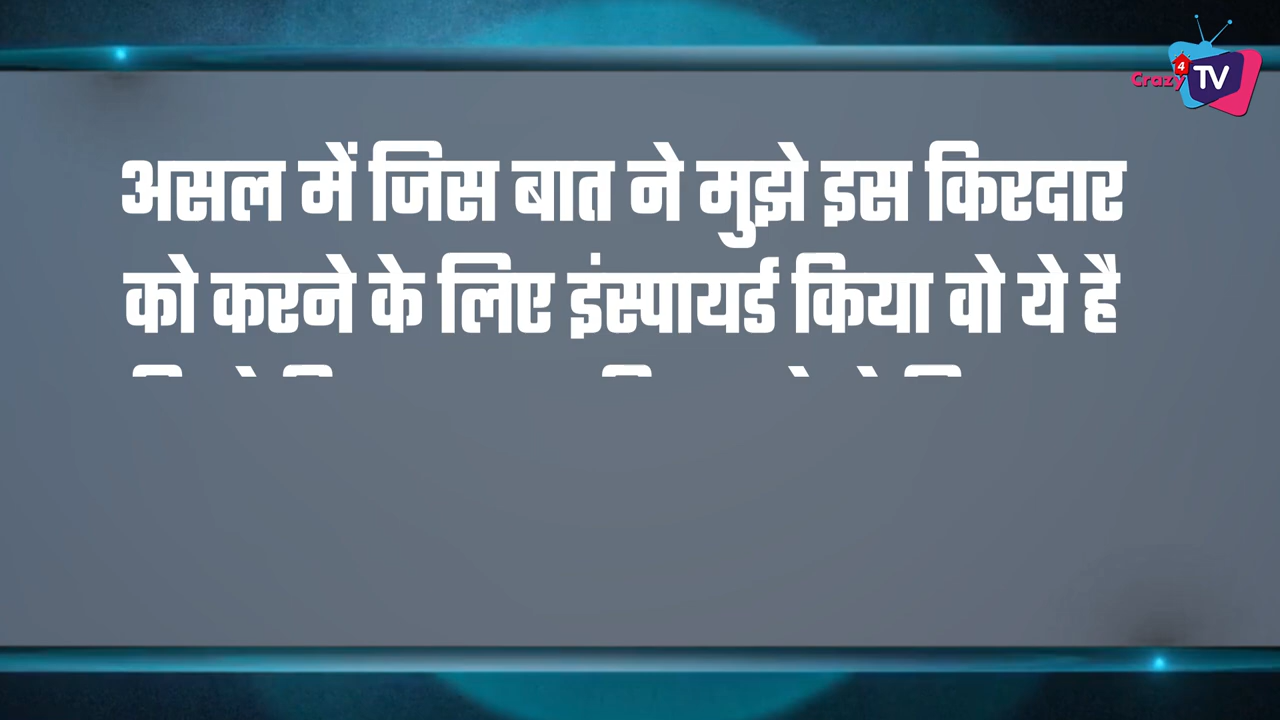 Crazy 4 TV
असल में जिस बात ने मुझे इस किरदार
को करने के लिए इंस्पायर्ड किया वो ये है